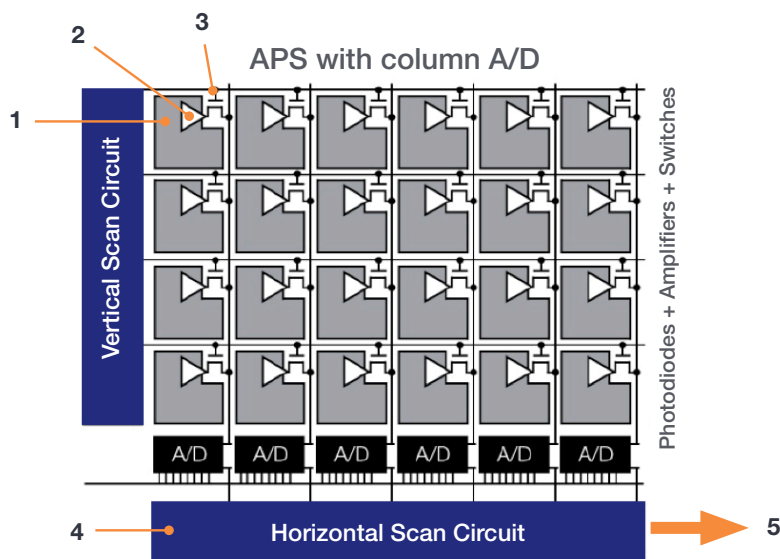 2
3
APS with column A/D
1
Vertical Scan Circuit
Photodiodes + Amplifiers + Switches
A/D
A/D
A/D
A/D
A/D
A/D
4
Horizontal Scan Circuit
5